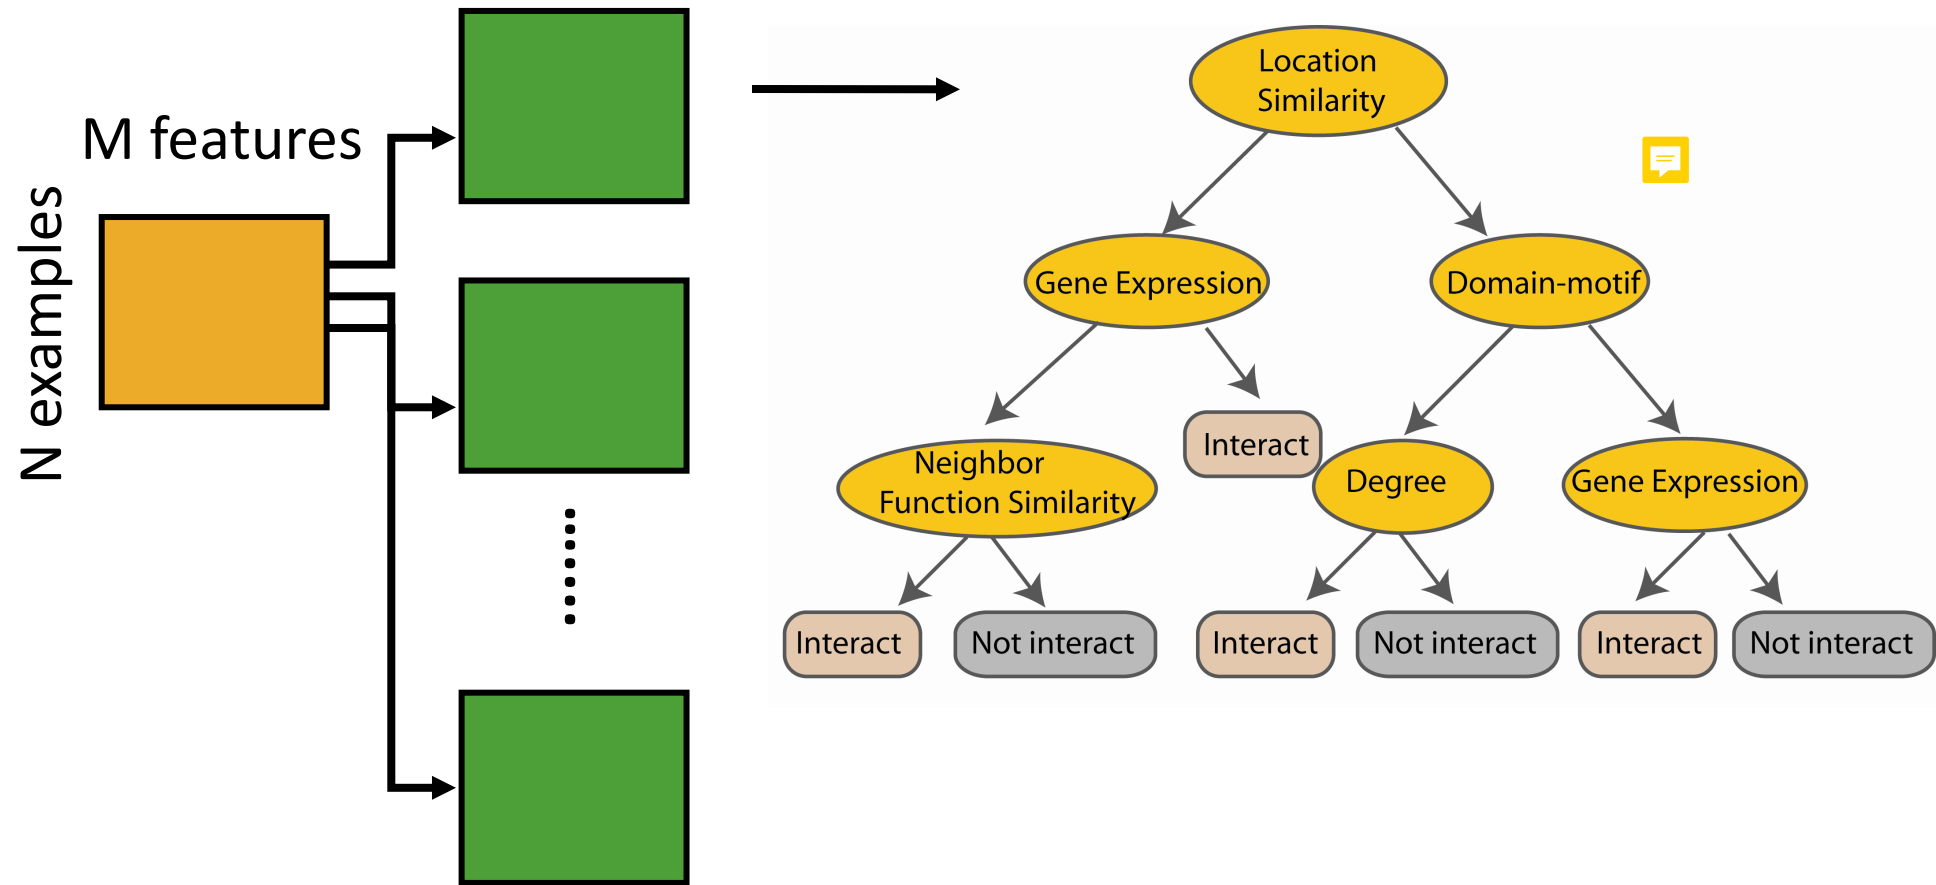 M features
N examples
Location
Similarity
Gene Expression
Domain-motif
Interact
Neighbor
Function Similarity
Degree
Gene Expression
Interact
Not interact
Interact
Not interact
Interact
Not interact